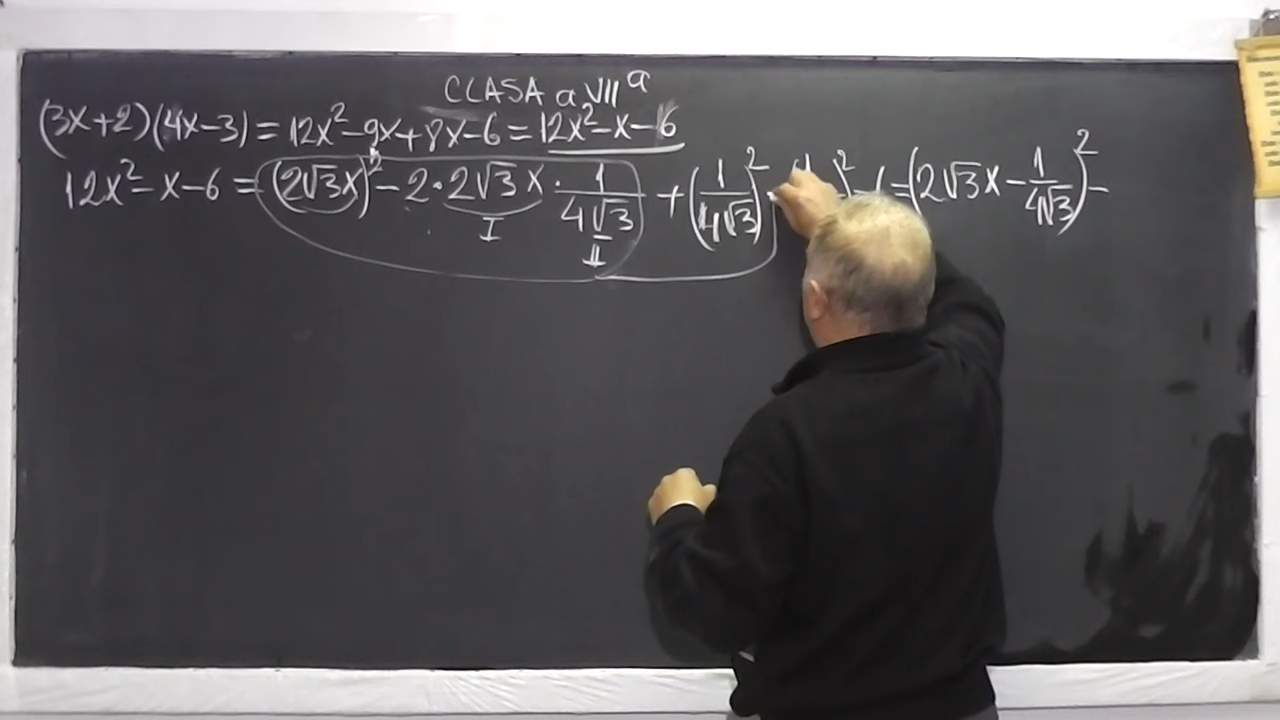 CLASA a VII a
(3x+2)(4x-3) = 12x² - 9x + 8x - 6 = 12x² - x - 6
12x² - x - 6 = (2√3x)² - 2 · 2√3x · 1/4√3 + (1/4√3)² )² - = (2√3x - 1/4√3)² -
I
II